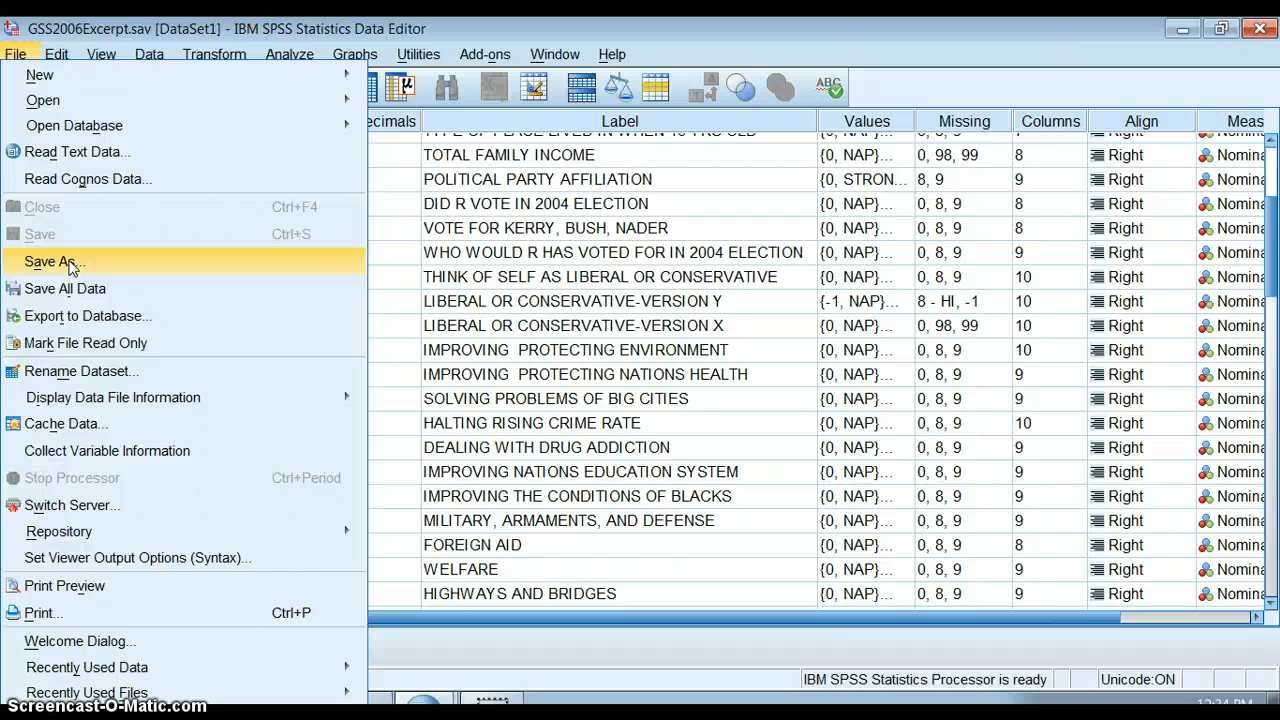 GSS2006Excerpt.sav [DataSet1] - IBM SPSS Statistics Data Editor
File Edit View Data Transform Analyze Graphs Utilities Add-ons Window Help
New
Open
Open Database
Read Text Data...
Read Cognos Data...
Close Ctrl+F4
Save Ctrl+S
Save As...
Save All Data
Export to Database...
Mark File Read Only
Rename Dataset...
Display Data File Information
Cache Data...
Collect Variable Information
Stop Processor Ctrl+Period
Switch Server...
Repository
Set Viewer Output Options (Syntax)...
Print Preview
Print... Ctrl+P
Welcome Dialog...
Recently Used Data
Recently Used Files
ABC
ecimals Label Values Missing Columns Align Meas
TOTAL FAMILY INCOME {0, NAP}... 0, 98, 99 8 Right Nomina
POLITICAL PARTY AFFILIATION {0, STRON... 8, 9 9 Right Nomina
DID R VOTE IN 2004 ELECTION {0, NAP}... 0, 8, 9 9 Right Nomina
VOTE FOR KERRY, BUSH, NADER {0, NAP}... 0, 8, 9 9 Right Nomina
WHO WOULD R HAS VOTED FOR IN 2004 ELECTION {0, NAP}... 0, 8, 9 9 Right Nomina
THINK OF SELF AS LIBERAL OR CONSERVATIVE {0, NAP}... 0, 8, 9 10 Right Nomina
LIBERAL OR CONSERVATIVE-VERSION Y {-1, NAP}... 8 - HI, -1 10 Right Nomina
LIBERAL OR CONSERVATIVE-VERSION X {0, NAP}... 0, 98, 99 10 Right Nomina
IMPROVING PROTECTING ENVIRONMENT {0, NAP}... 0, 8, 9 10 Right Nomina
IMPROVING PROTECTING NATIONS HEALTH {0, NAP}... 0, 8, 9 9 Right Nomina
SOLVING PROBLEMS OF BIG CITIES {0, NAP}... 0, 8, 9 9 Right Nomina
HALTING RISING CRIME RATE {0, NAP}... 0, 8, 9 10 Right Nomina
DEALING WITH DRUG ADDICTION {0, NAP}... 0, 8, 9 9 Right Nomina
IMPROVING NATIONS EDUCATION SYSTEM {0, NAP}... 0, 8, 9 9 Right Nomina
IMPROVING THE CONDITIONS OF BLACKS {0, NAP}... 0, 8, 9 9 Right Nomina
MILITARY, ARMAMENTS, AND DEFENSE {0, NAP}... 0, 8, 9 9 Right Nomina
FOREIGN AID {0, NAP}... 0, 8, 9 8 Right Nomina
WELFARE {0, NAP}... 0, 8, 9 9 Right Nomina
HIGHWAYS AND BRIDGES {0, NAP}... 0, 8, 9 9 Right Nomina
IBM SPSS Statistics Processor is ready Unicode:ON
Screencast-O-Matic.com